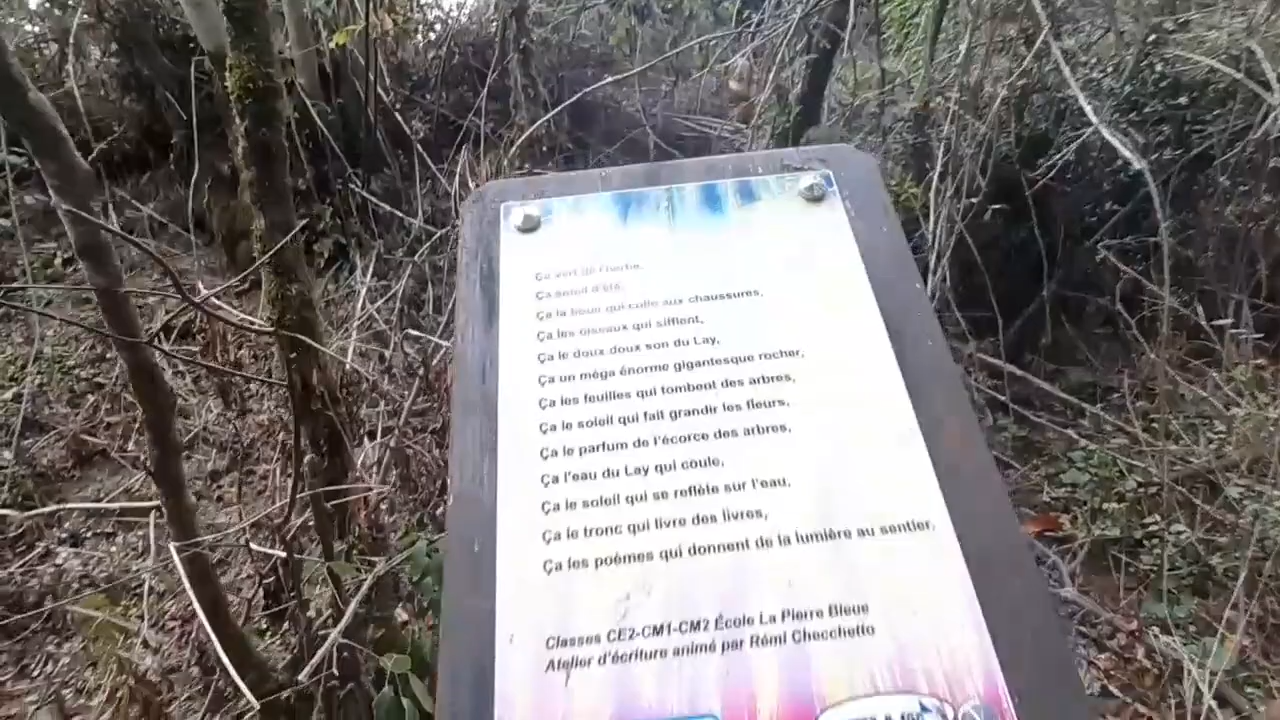 Ça vert de l'herbe,
Ça soleil d'été,
Ça la boue qui colle aux chaussures,
Ça les oiseaux qui sifflent,
Ça le doux doux son du Lay,
Ça un méga énorme gigantesque rocher,
Ça les feuilles qui tombent des arbres,
Ça le soleil qui fait grandir les fleurs,
Ça le parfum de l'écorce des arbres,
Ça l'eau du Lay qui coule,
Ça le soleil qui se reflète sur l'eau,
Ça le tronc qui livre des livres,
Ça les poèmes qui donnent de la lumière au sentier,
Classes CE2-CM1-CM2 École La Pierre Bleue
Atelier d'écriture animé par Rémi Checchetto